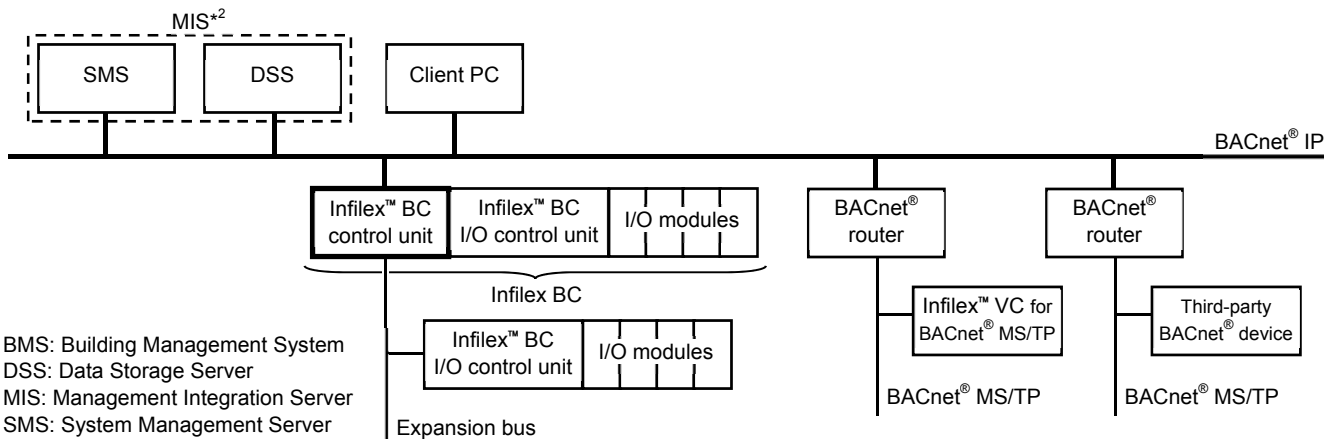 MIS*2
SMS
DSS
Client PC
BACnet® IP
Infilex™ BC
control unit
Infilex™ BC
I/O control unit
I/O modules
BACnet®
router
BACnet®
router
Infilex BC
Infilex™ VC for
BACnet® MS/TP
Third-party
BACnet® device
Infilex™ BC
I/O control unit
I/O modules
BACnet® MS/TP
BACnet® MS/TP
BMS: Building Management System
DSS: Data Storage Server
MIS: Management Integration Server
SMS: System Management Server
Expansion bus